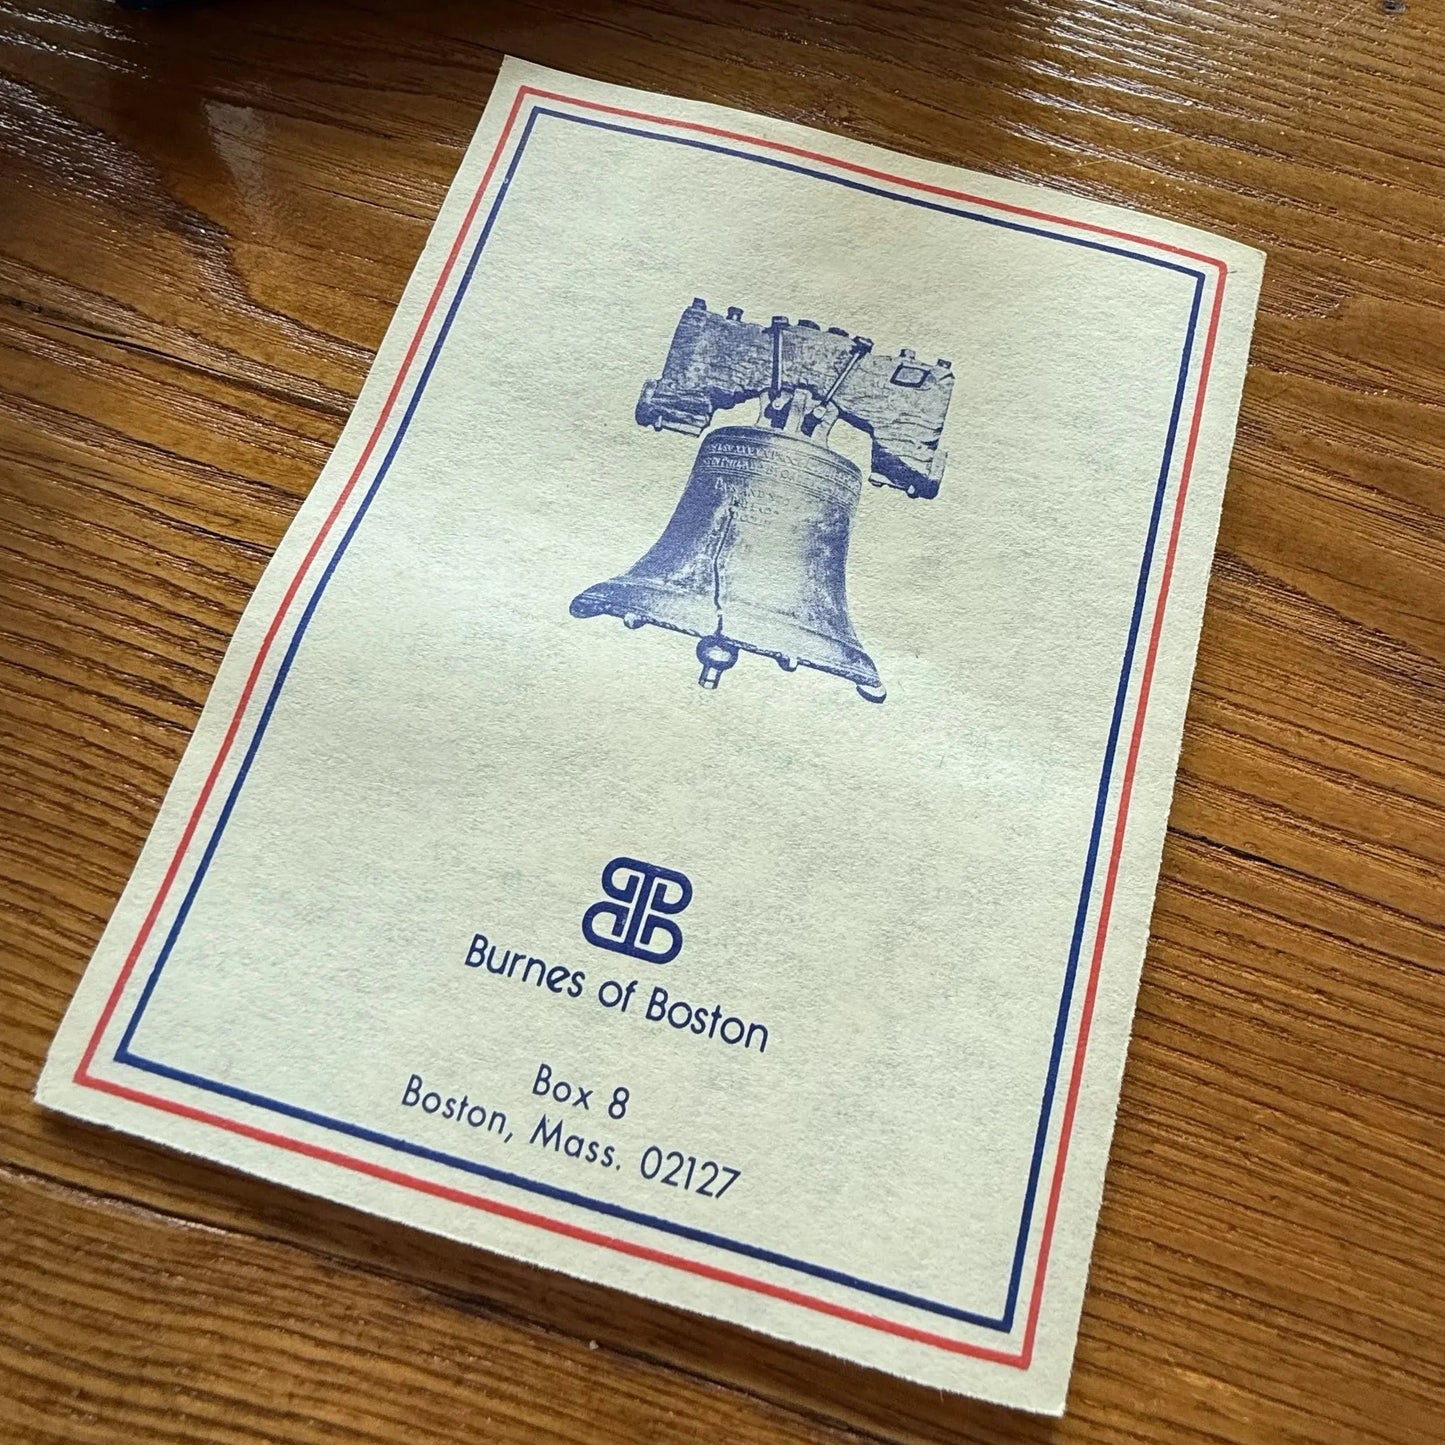 Burnes of Boston
Box 8
Boston, Mass. 02127